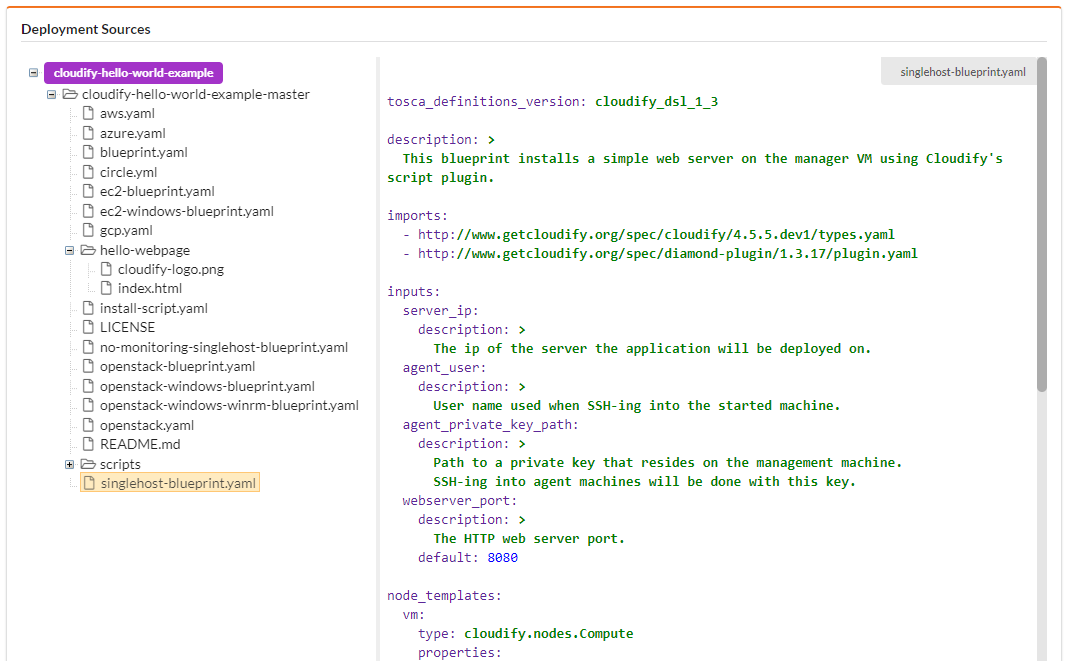 Deployment Sources
cloudify-hello-world-example
cloudify-hello-world-example-master
aws.yaml
azure.yaml
blueprint.yaml
circle.yml
ec2-blueprint.yaml
ec2-windows-blueprint.yaml
gcp.yaml
hello-webpage
cloudify-logo.png
index.html
install-script.yaml
LICENSE
no-monitoring-singlehost-blueprint.yaml
openstack-blueprint.yaml
openstack-windows-blueprint.yaml
openstack-windows-winrm-blueprint.yaml
openstack.yaml
README.md
scripts
singlehost-blueprint.yaml
singlehost-blueprint.yaml
tosca_definitions_version: cloudify_dsl_1_3
description: >
This blueprint installs a simple web server on the manager VM using Cloudify's
script plugin.
imports:
- http://www.getcloudify.org/spec/cloudify/4.5.5.dev1/types.yaml
- http://www.getcloudify.org/spec/diamond-plugin/1.3.17/plugin.yaml
inputs:
server_ip:
description: >
The ip of the server the application will be deployed on.
agent_user:
description: >
User name used when SSH-ing into the started machine.
agent_private_key_path:
description: >
Path to a private key that resides on the management machine.
SSH-ing into agent machines will be done with this key.
webserver_port:
description: >
The HTTP web server port.
default: 8080
node_templates:
vm:
type: cloudify.nodes.Compute
properties: